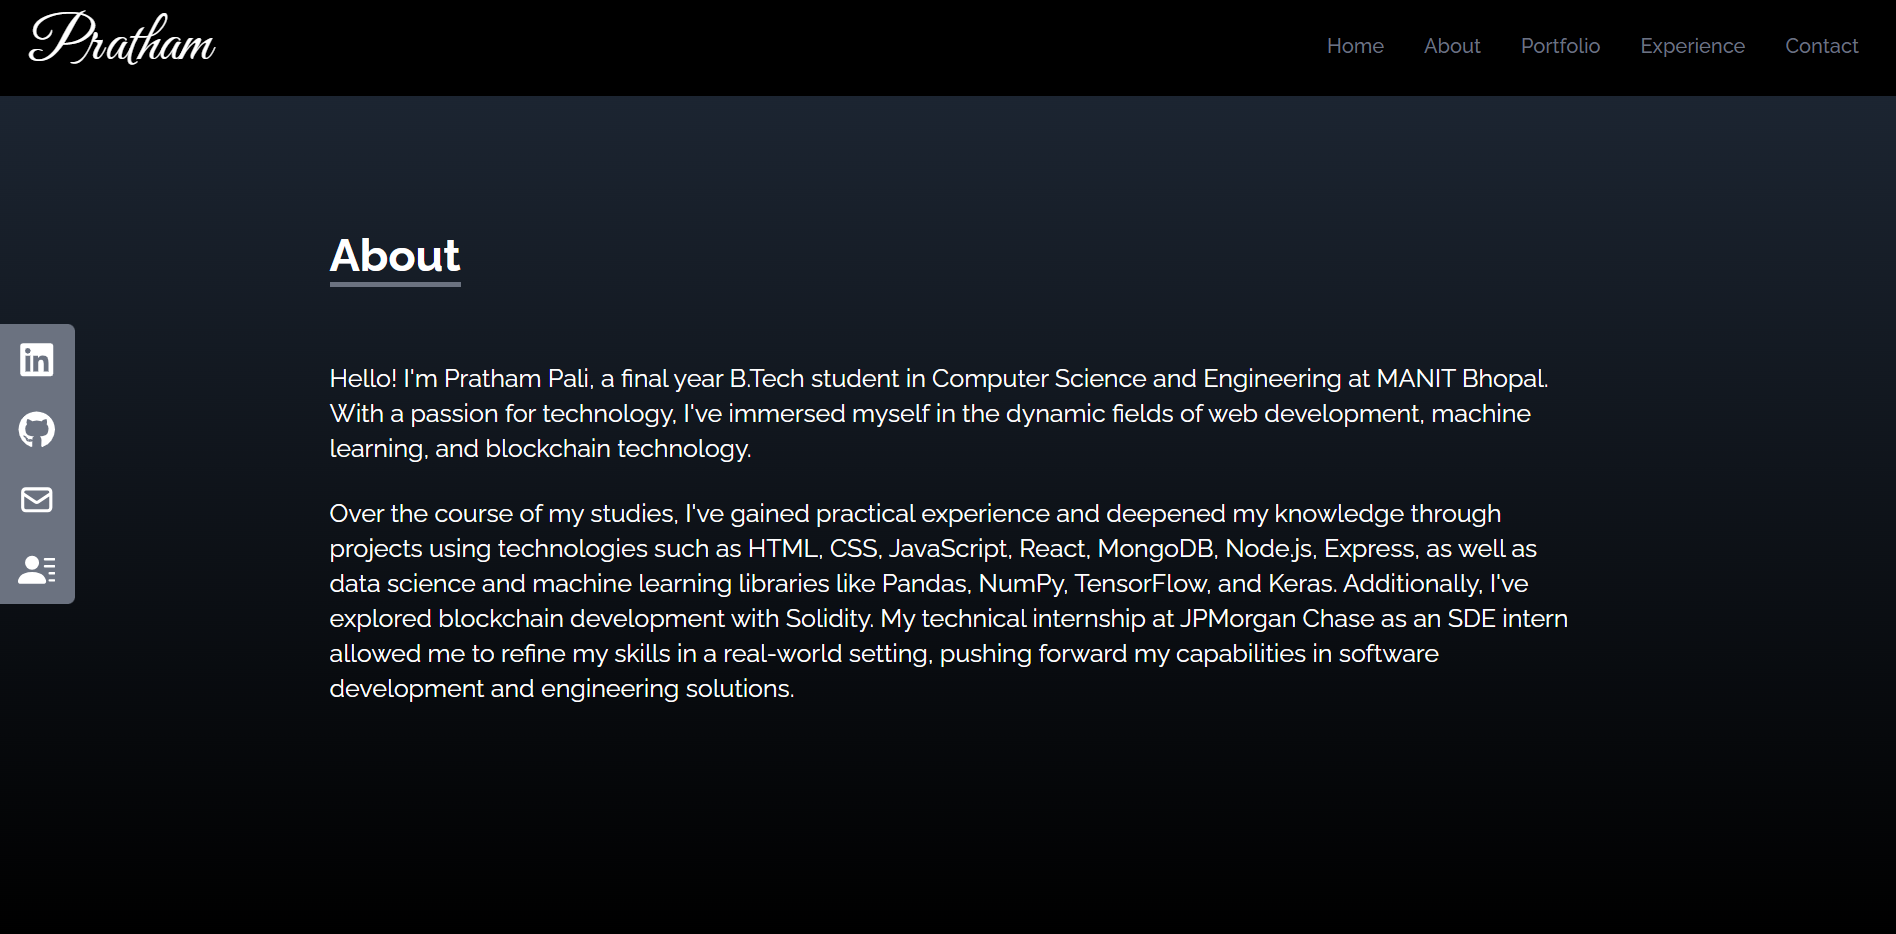 Pratham
Home
About
Portfolio
Experience
Contact
About
in
Hello! I'm Pratham Pali, a final year B.Tech student in Computer Science and Engineering at MANIT Bhopal.
With a passion for technology, I've immersed myself in the dynamic fields of web development, machine
learning, and blockchain technology.
Over the course of my studies, I've gained practical experience and deepened my knowledge through
projects using technologies such as HTML, CSS, JavaScript, React, MongoDB, Node.js, Express, as well as
data science and machine learning libraries like Pandas, NumPy, TensorFlow, and Keras. Additionally, I've
explored blockchain development with Solidity. My technical internship at JPMorgan Chase as an SDE intern
allowed me to refine my skills in a real-world setting, pushing forward my capabilities in software
development and engineering solutions.